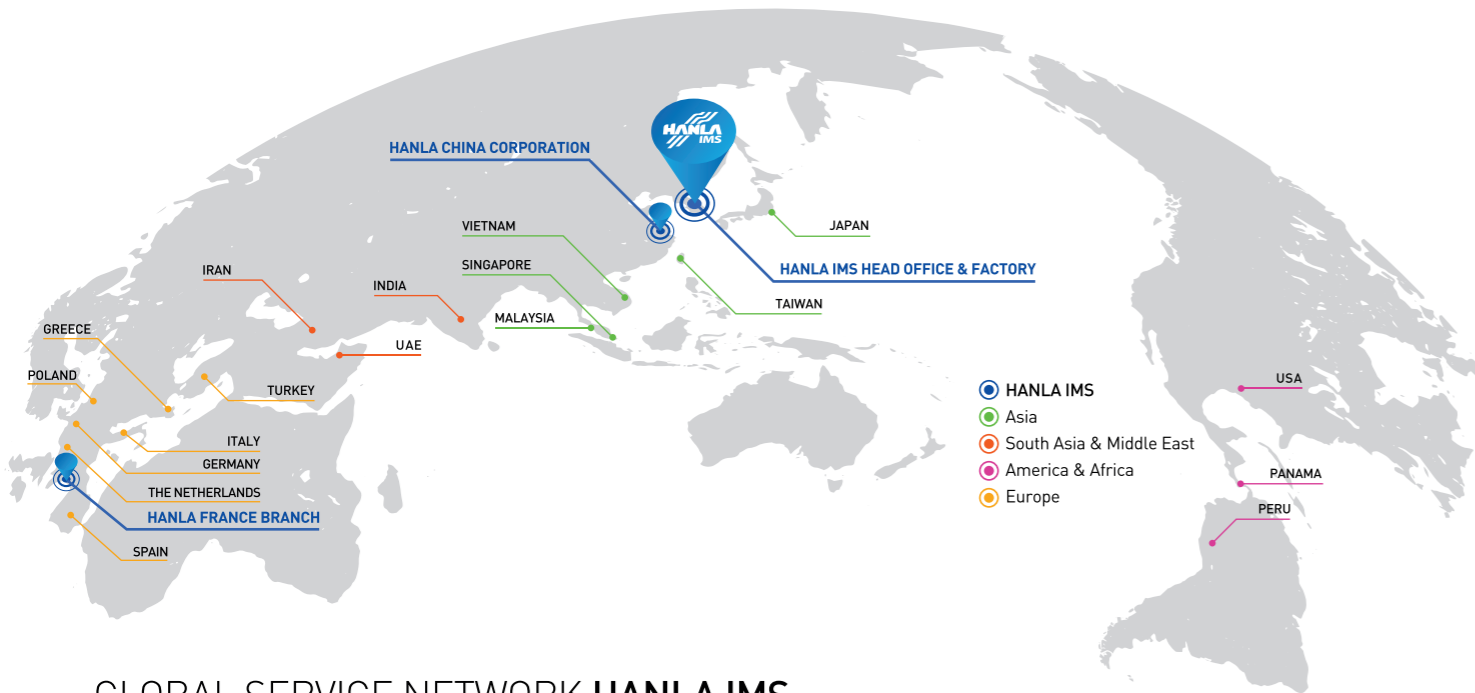 HANLA
IMS
HANLA CHINA CORPORATION
VIETNAM
JAPAN
SINGAPORE
HANLA IMS HEAD OFFICE & FACTORY
IRAN
INDIA
TAIWAN
MALAYSIA
GREECE
UAE
POLAND
TURKEY
USA
HANLA IMS
Asia
ITALY
South Asia & Middle East
GERMANY
America & Africa
PANAMA
THE NETHERLANDS
Europe
HANLA FRANCE BRANCH
PERU
SPAIN
GLOBAL SERVICE NETWORK HANLA IMS